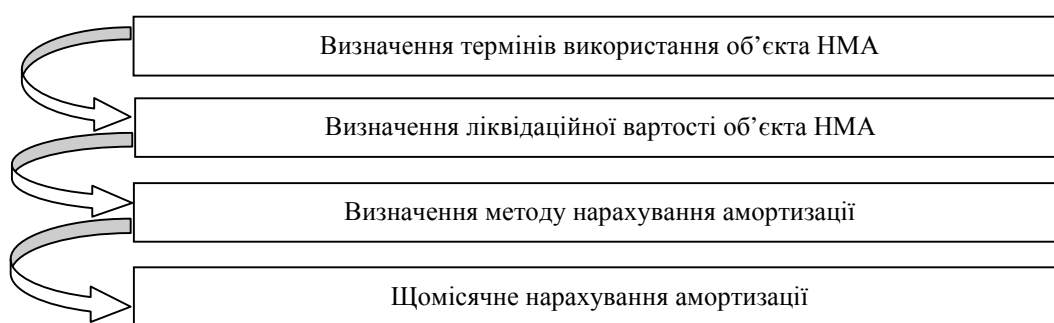 Визначення термінів використання об’єкта НМА
Визначення ліквідаційної вартості об’єкта НМА
Визначення методу нарахування амортизації
Щомісячне нарахування амортизації